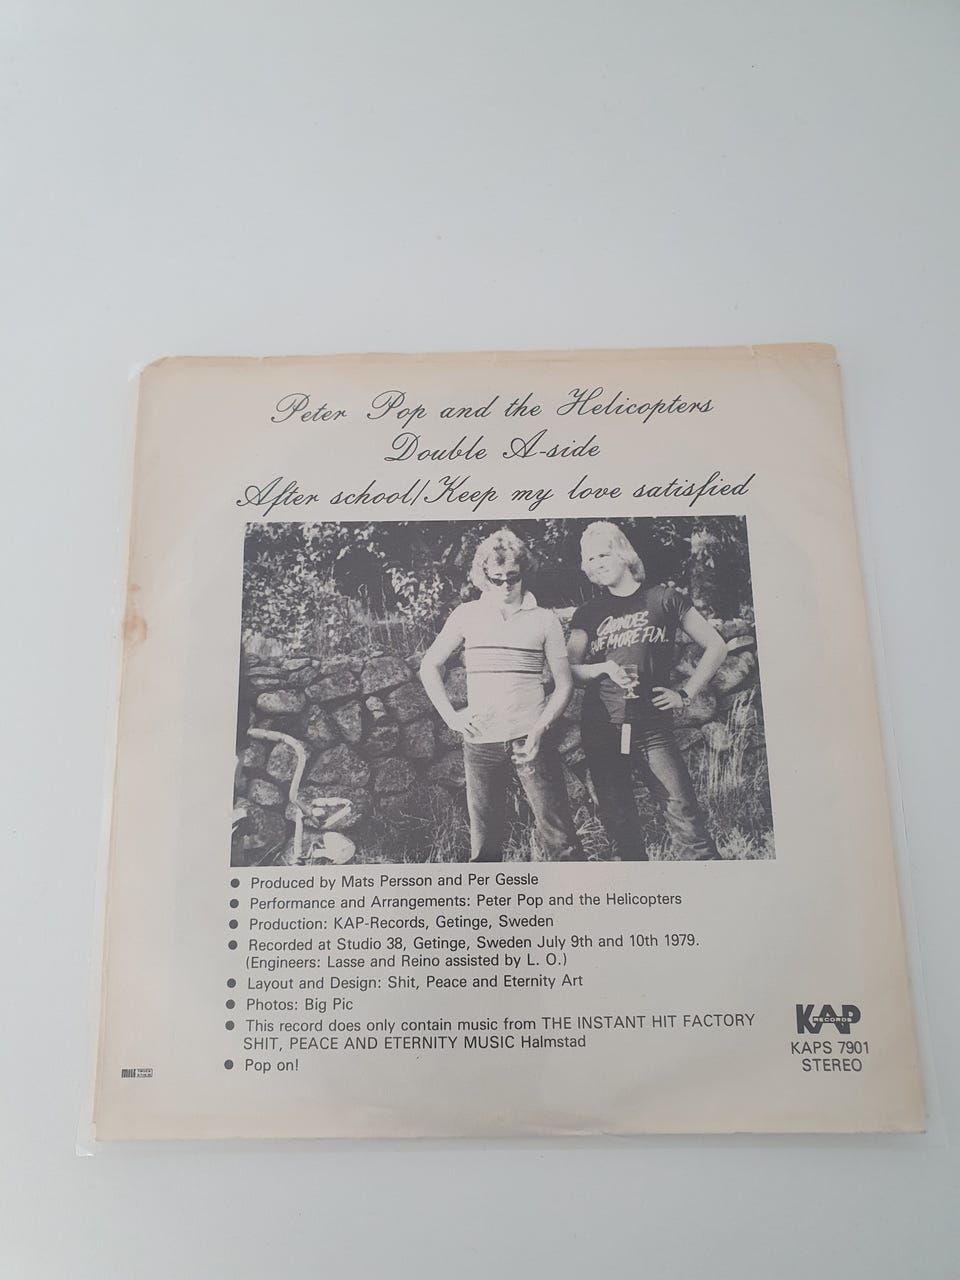 Peter Pop and the Helicopters
Double A-side
After school/Keep my love satisfied
BLONDES
HAVE MORE FUN..
● Produced by Mats Persson and Per Gessle
● Performance and Arrangements: Peter Pop and the Helicopters
● Production: KAP-Records, Getinge, Sweden
● Recorded at Studio 38, Getinge, Sweden July 9th and 10th 1979.
(Engineers: Lasse and Reino assisted by L. O.)
● Layout and Design: Shit, Peace and Eternity Art
● Photos: Big Pic
● This record does only contain music from THE INSTANT HIT FACTORY
SHIT, PEACE AND ETERNITY MUSIC Halmstad
● Pop on!
KAP
RECORDS
KAPS 7901
STEREO